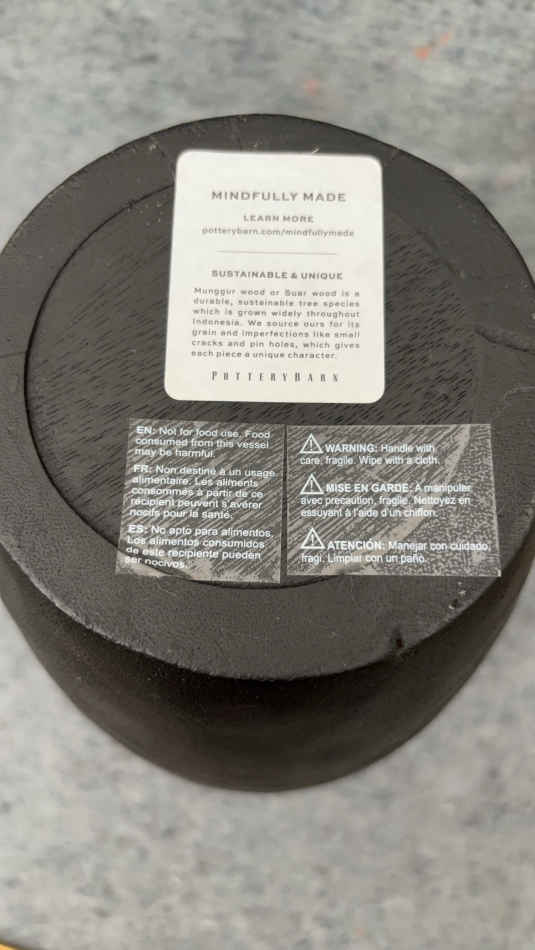 MINDFULLY MADE
LEARN MORE
potterybarn.com/mindfullymade
SUSTAINABLE & UNIQUE
Munggur wood or Suar wood is a
durable, sustainable tree species
which is grown widely throughout
Indonesia. We source ours for its
grain and imperfections like small
cracks and pin holes, which gives
each piece a unique character.
POTTERYBARN
EN: Not for food use. Food
consumed from this vessel
may be harmful.
FR: Non destiné à un usage
alimentaire. Les aliments
consommés à partir de ce
récipient peuvent s'avérer
nocifs pour la santé.
ES: No apto para alimentos.
Los alimentos consumidos
de este recipiente pueden
ser nocivos.
WARNING: Handle with
care, fragile. Wipe with a cloth.
MISE EN GARDE: À manipuler
avec précaution, fragile. Nettoyez en
essuyant à l'aide d'un chiffon.
ATENCIÓN: Manejar con cuidado,
fragi. Limpiar con un paño.